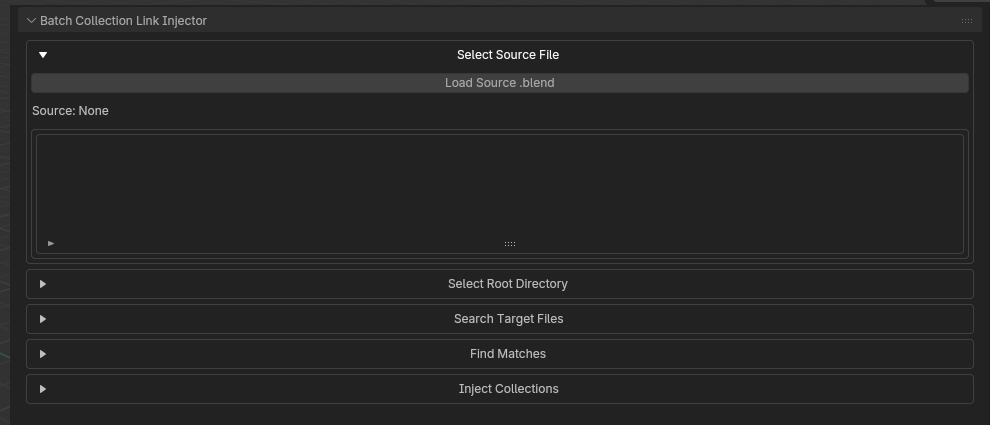 Batch Collection Link Injector
Select Source File
Load Source .blend
Source: None
Select Root Directory
Search Target Files
Find Matches
Inject Collections